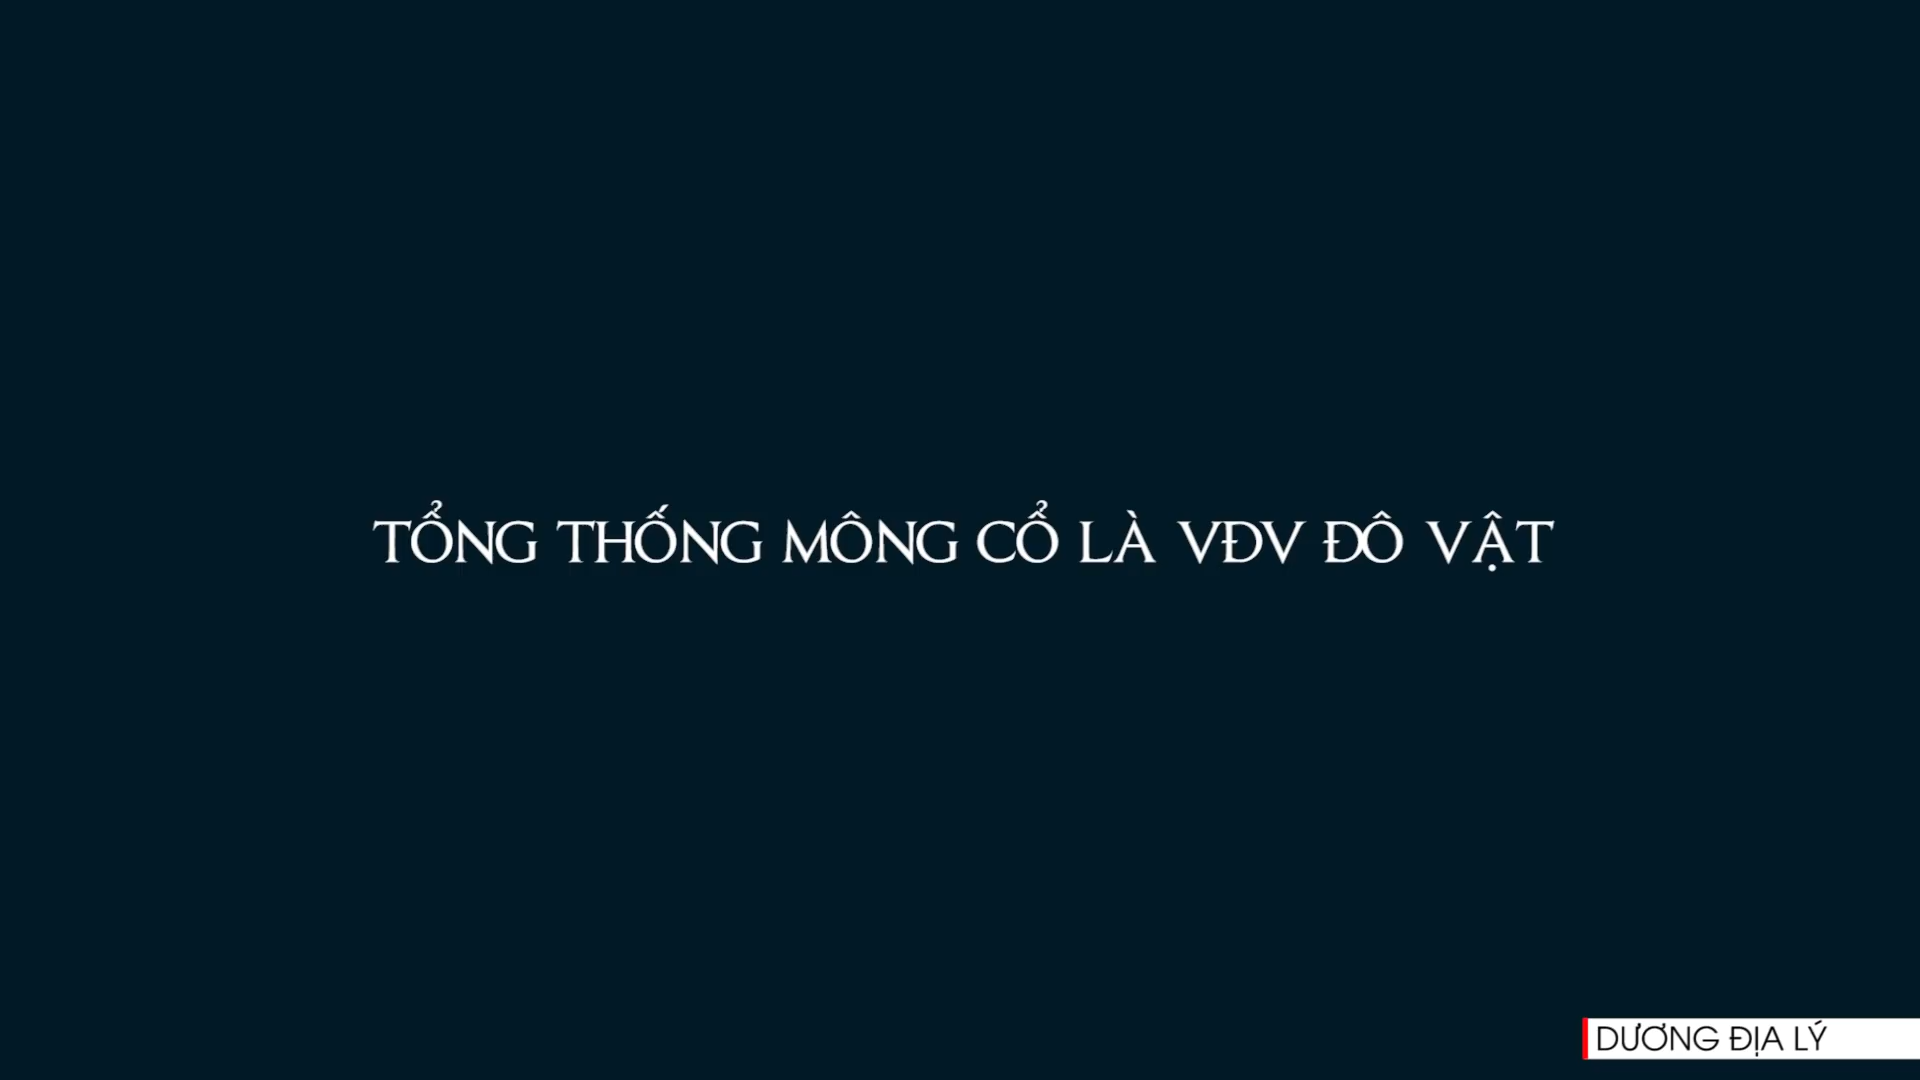 TỔNG THỐNG MÔNG CỔ LÀ VĐV ĐÔ VẬT
DƯƠNG ĐỊA LÝ